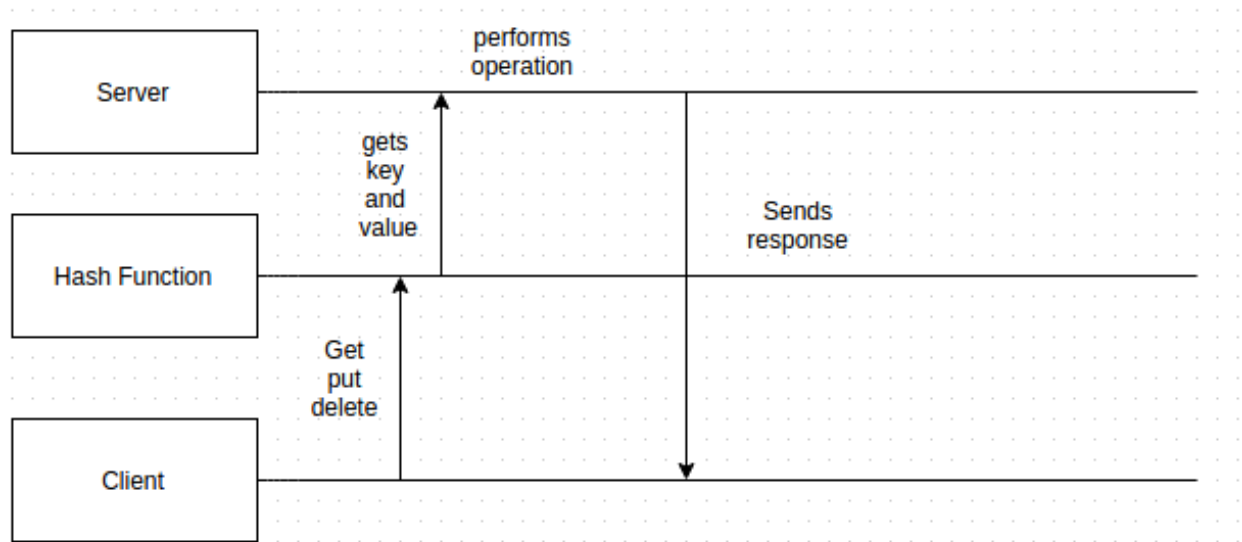 performs
operation
Server
gets
key
and
value
Sends
response
Hash Function
Get
put
delete
Client